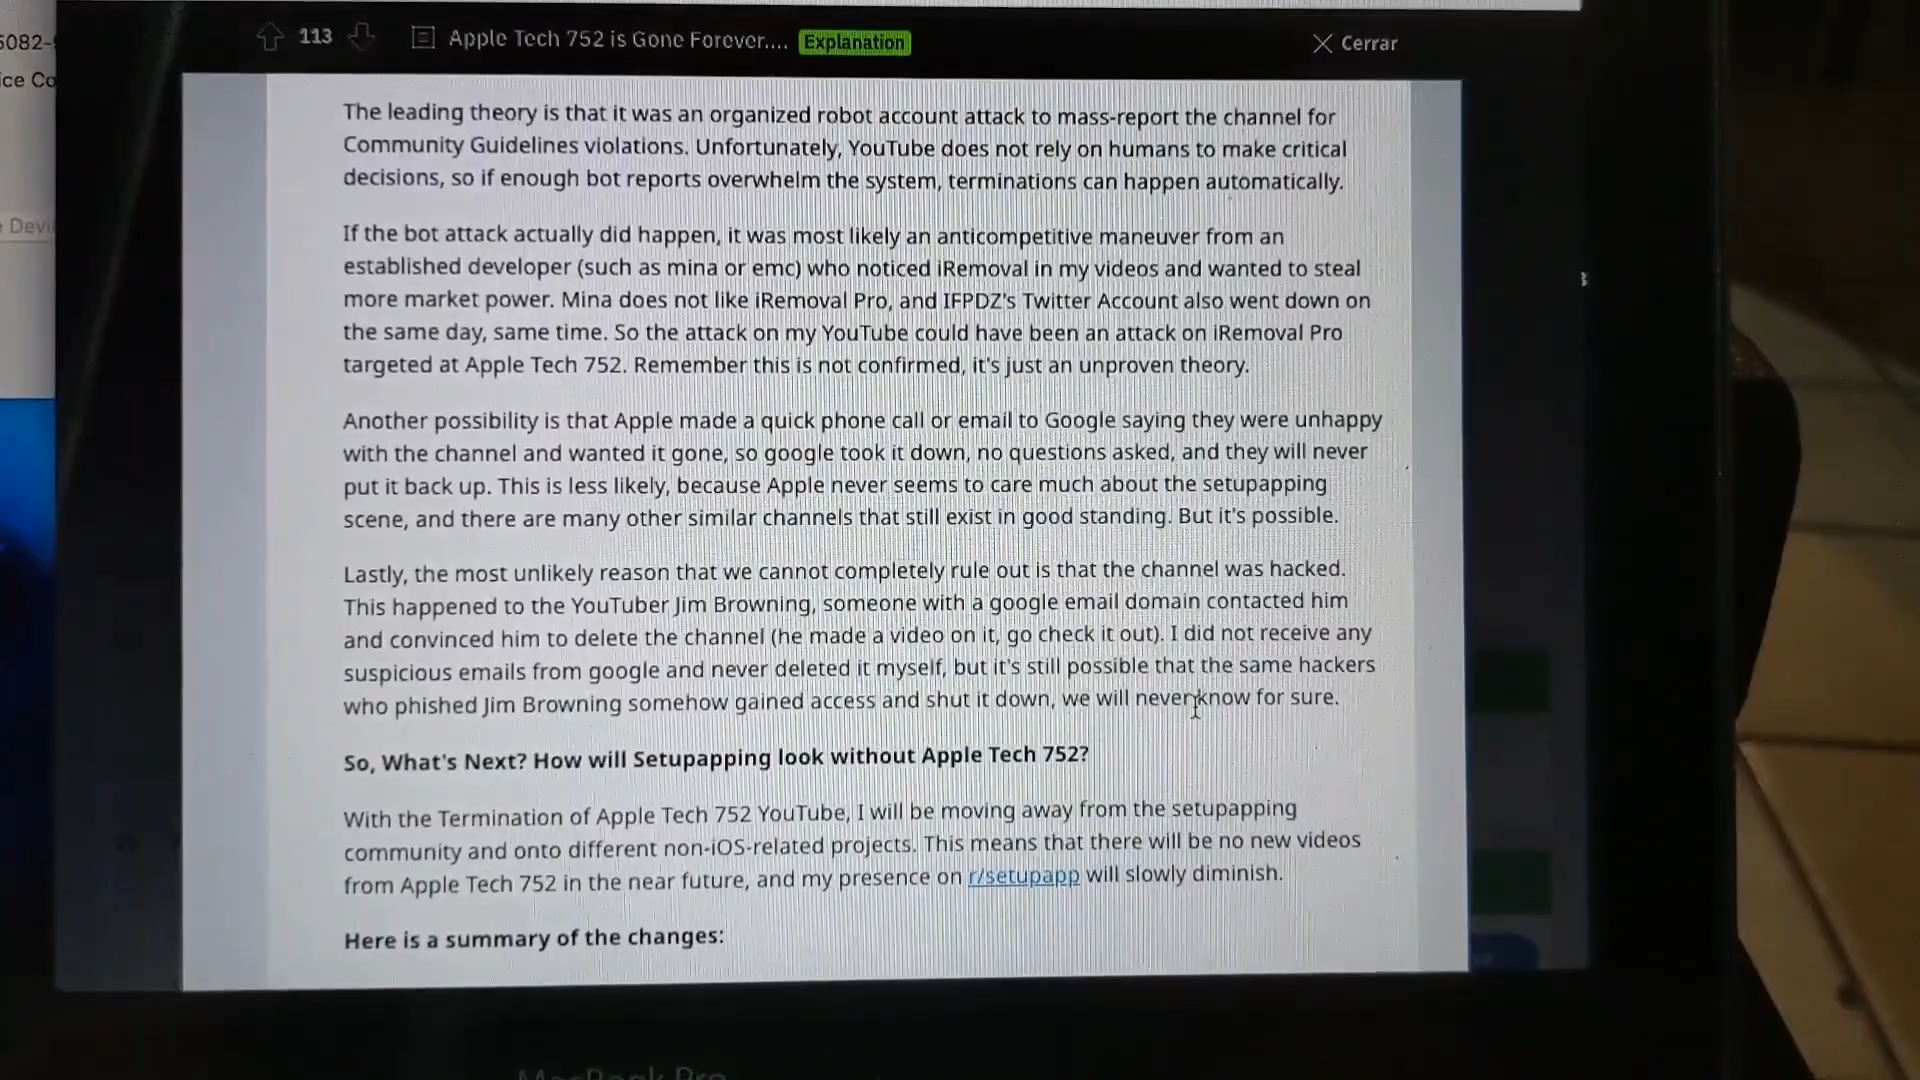 5082-
ice Co
Devi
113
Apple Tech 752 is Gone Forever....
Explanation
Cerrar
The leading theory is that it was an organized robot account attack to mass-report the channel for
Community Guidelines violations. Unfortunately, YouTube does not rely on humans to make critical
decisions, so if enough bot reports overwhelm the system, terminations can happen automatically.
If the bot attack actually did happen, it was most likely an anticompetitive maneuver from an
established developer (such as mina or emc) who noticed iRemoval in my videos and wanted to steal
more market power. Mina does not like iRemoval Pro, and IFPDZ's Twitter Account also went down on
the same day, same time. So the attack on my YouTube could have been an attack on iRemoval Pro
targeted at Apple Tech 752. Remember this is not confirmed, it's just an unproven theory.
Another possibility is that Apple made a quick phone call or email to Google saying they were unhappy
with the channel and wanted it gone, so google took it down, no questions asked, and they will never
put it back up. This is less likely, because Apple never seems to care much about the setupapping
scene, and there are many other similar channels that still exist in good standing. But it's possible.
Lastly, the most unlikely reason that we cannot completely rule out is that the channel was hacked.
This happened to the YouTuber Jim Browning, someone with a google email domain contacted him
and convinced him to delete the channel (he made a video on it, go check it out). I did not receive any
suspicious emails from google and never deleted it myself, but it's still possible that the same hackers
who phished Jim Browning somehow gained access and shut it down, we will never know for sure.
So, What's Next? How will Setupapping look without Apple Tech 752?
With the Termination of Apple Tech 752 YouTube, I will be moving away from the setupapping
community and onto different non-iOS-related projects. This means that there will be no new videos
from Apple Tech 752 in the near future, and my presence on r/setupapp will slowly diminish.
Here is a summary of the changes:
MacBook Pro